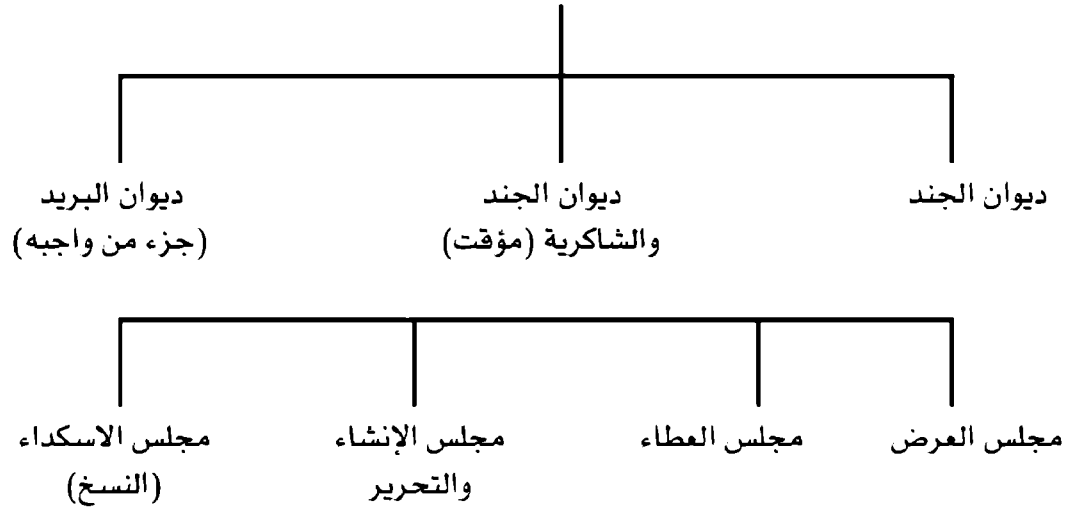 ديوان الجند
ديوان الجند
والشاكرية (مؤقت)
ديوان البريد
(جزء من واجبه)
مجلس العرض
مجلس العطاء
مجلس الإنشاء
والتحرير
مجلس الاسكداء
(النسخ)